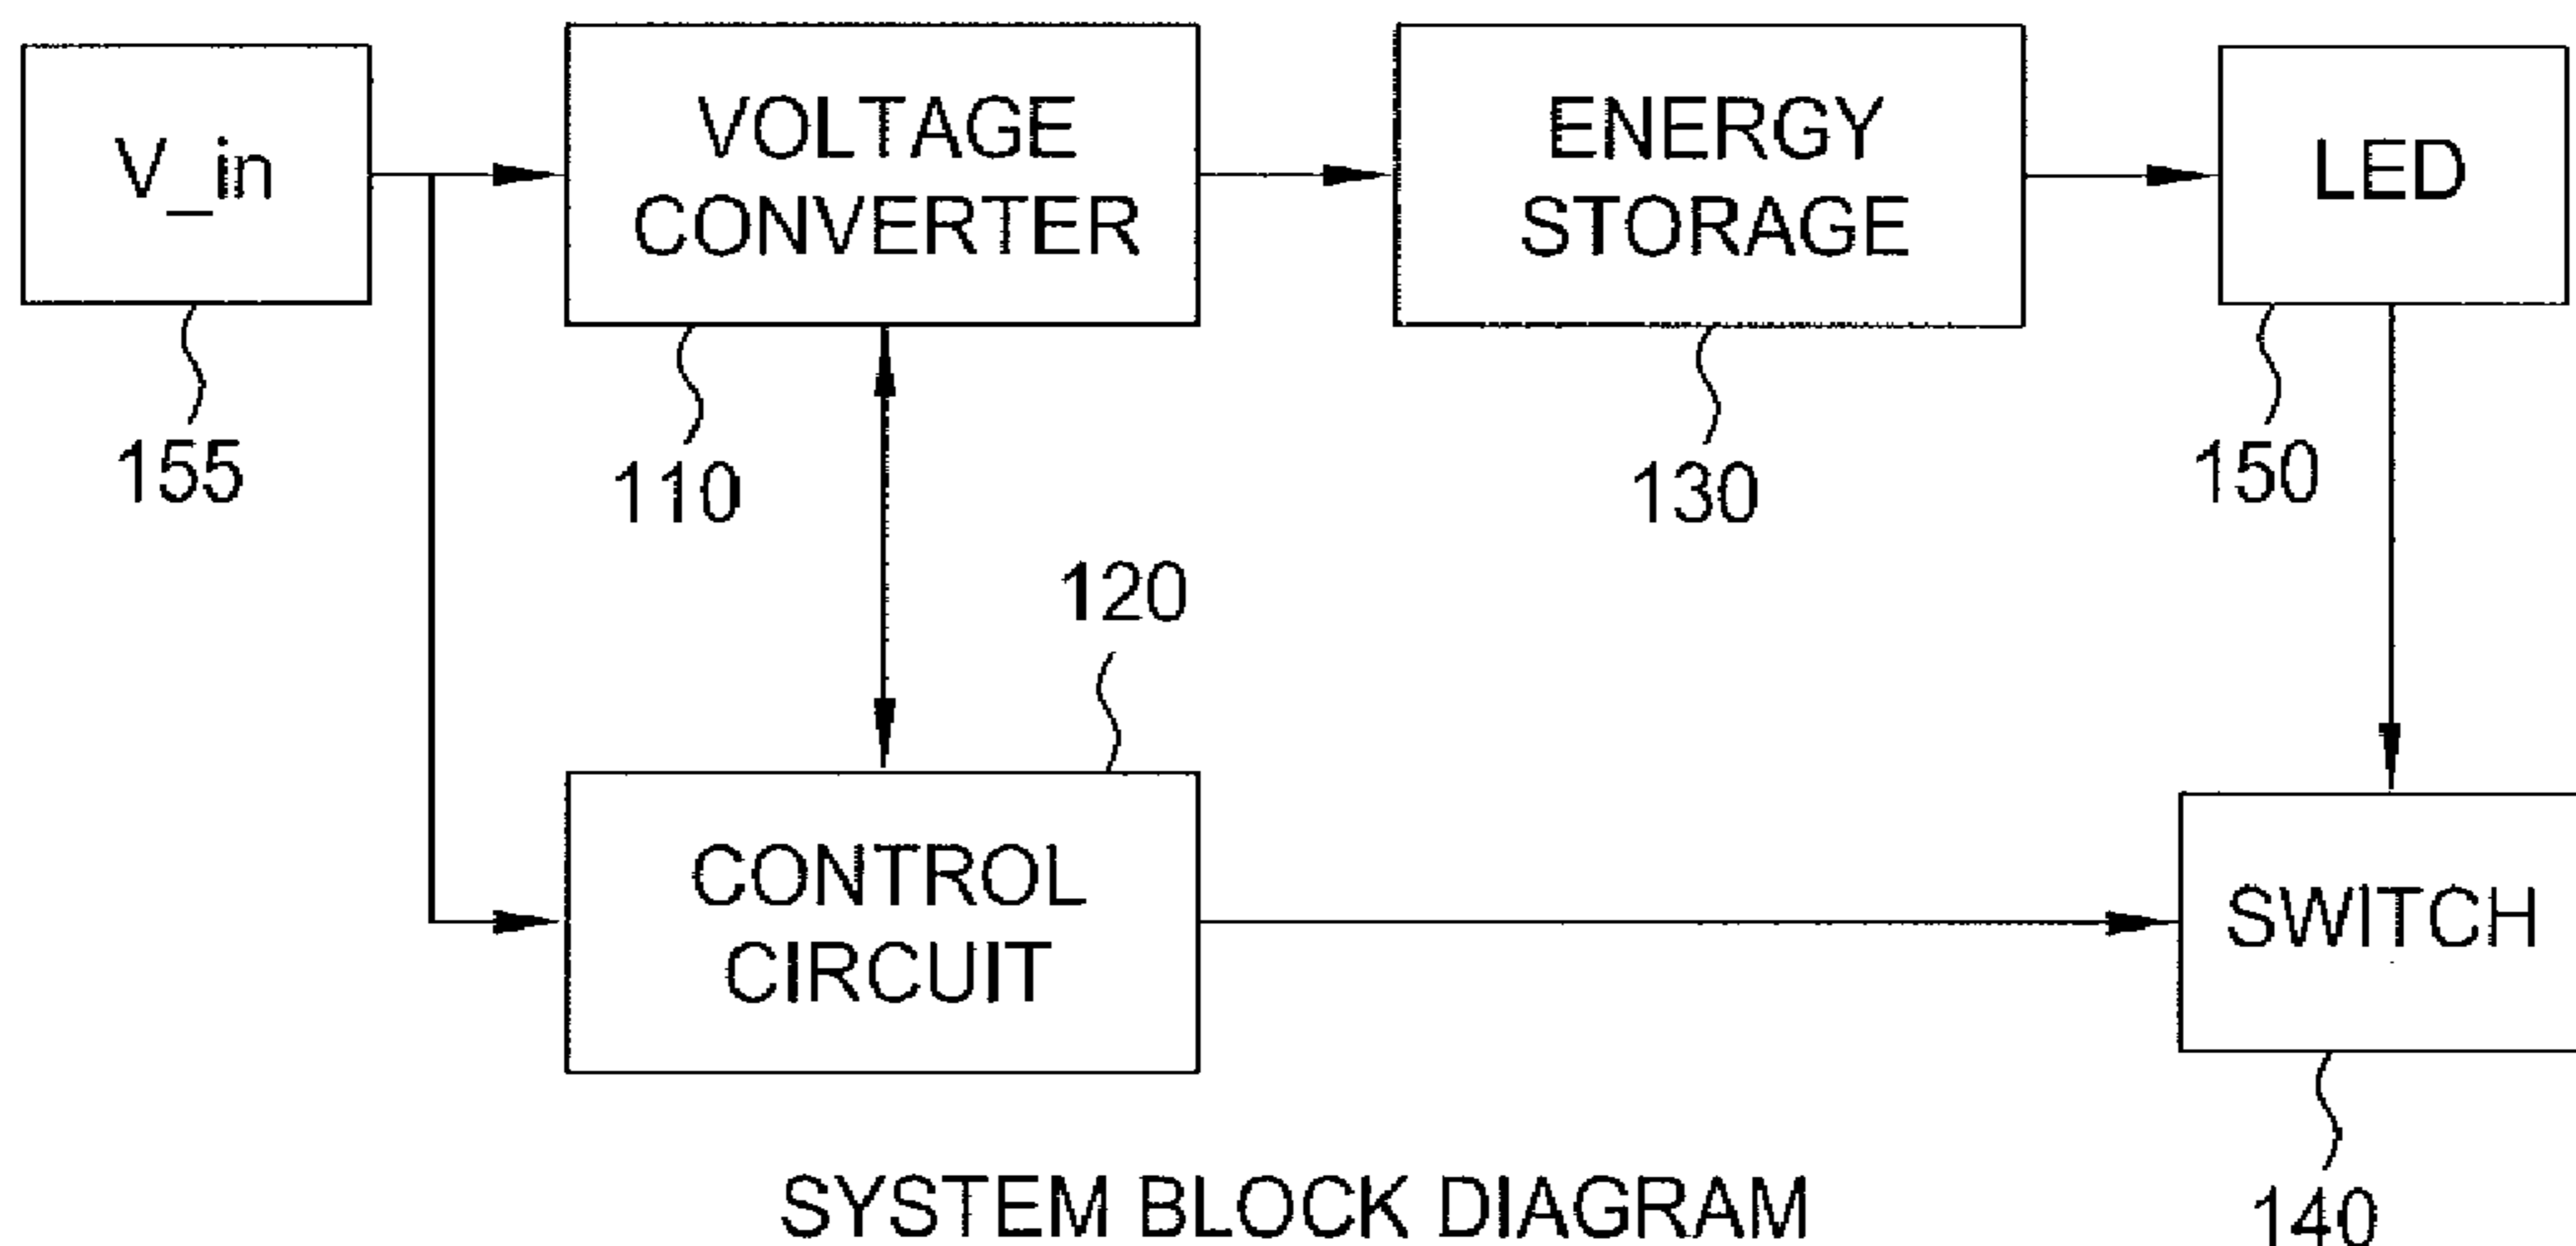 V_in
VOLTAGE
CONVERTER
ENERGY
STORAGE
LED
155
110
130
150
120
CONTROL
CIRCUIT
SWITCH
SYSTEM BLOCK DIAGRAM
140